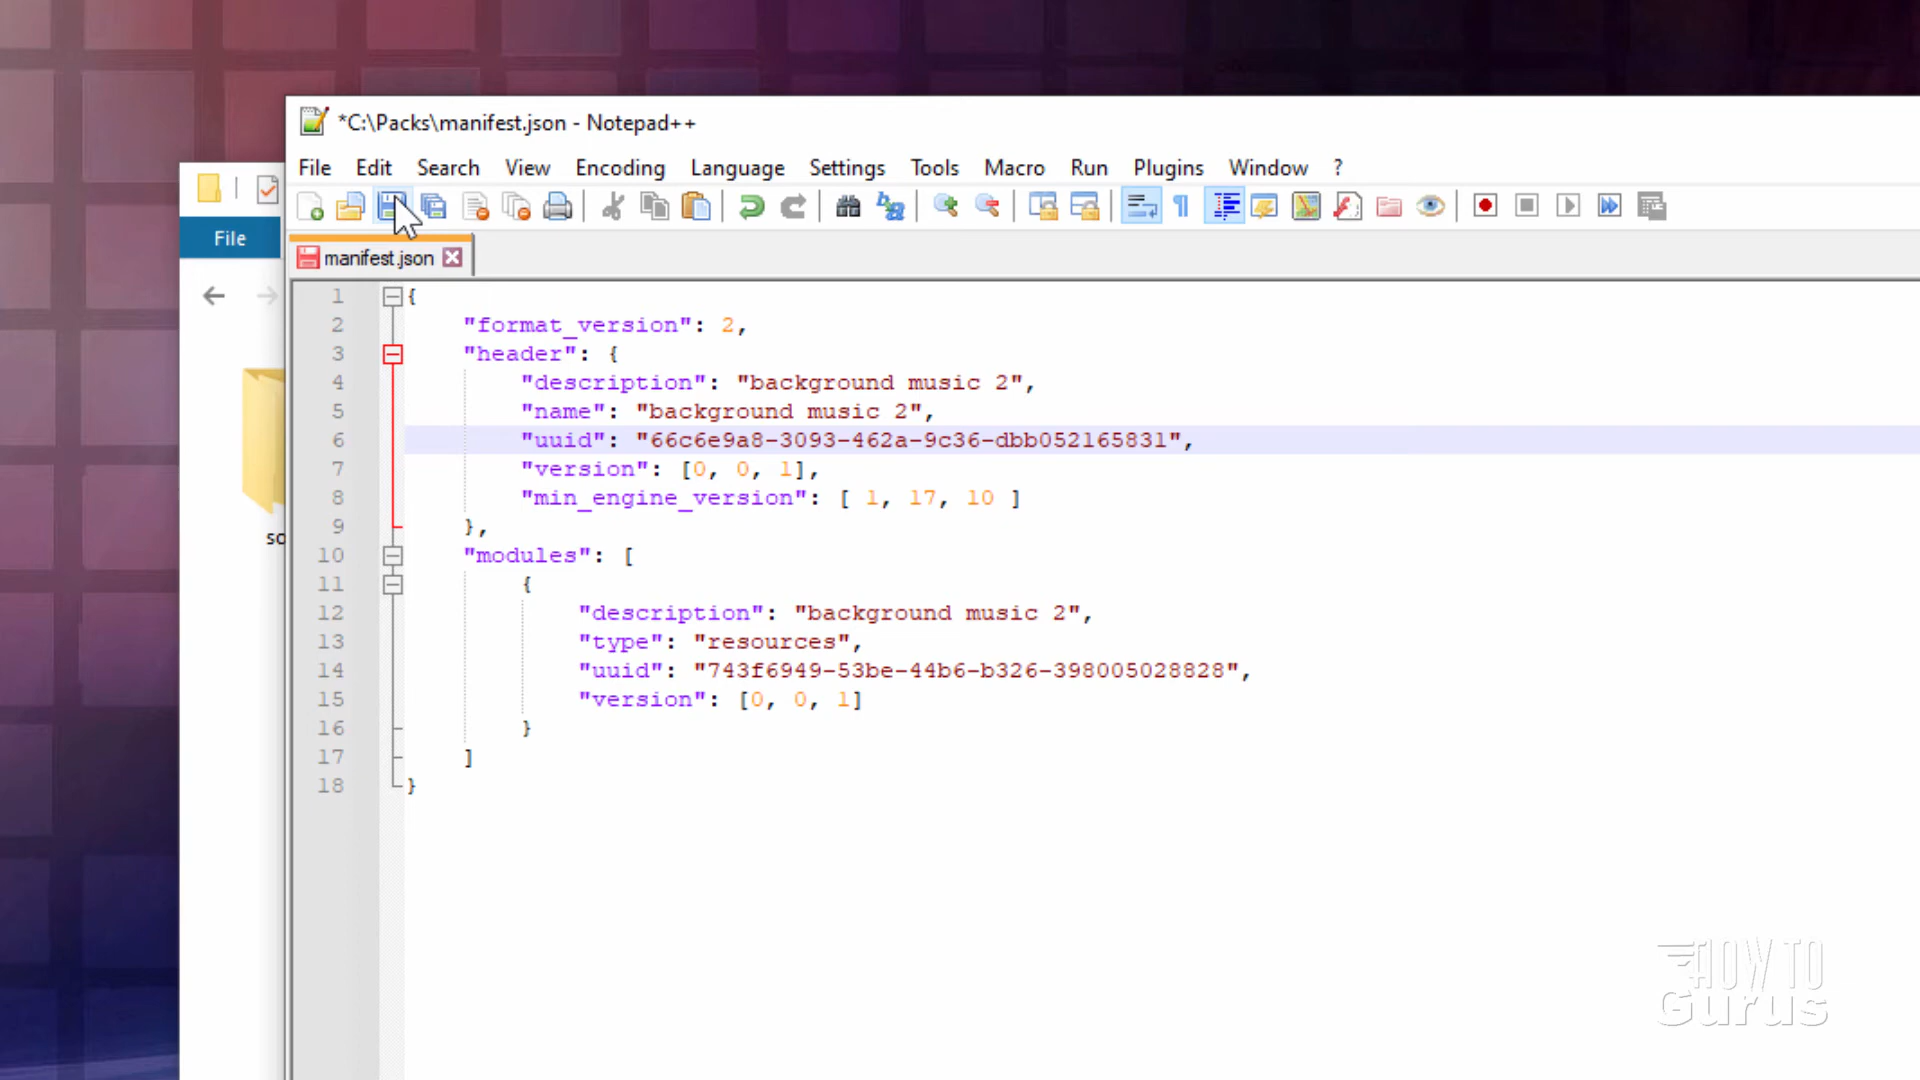 *C:\Packs\manifest.json - Notepad++
File Edit Search View Encoding Language Settings Tools Macro Run Plugins Window ?
File
manifest.json
1 {
2 "format_version": 2,
3 "header": {
4 "description": "background music 2",
5 "name": "background music 2",
6 "uuid": "66c6e9a8-3093-462a-9c36-dbb052165831",
7 "version": [0, 0, 1],
8 "min_engine_version": [ 1, 17, 10 ]
9 },
10 "modules": [
11 {
12 "description": "background music 2",
13 "type": "resources",
14 "uuid": "743f6949-53be-44b6-b326-398005028828",
15 "version": [0, 0, 1]
16 }
17 ]
18 }
so
HOW TO
Gurus